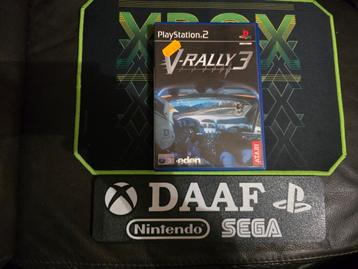 XBOX
PlayStation 2
V-RALLY 3
eden
ATARI
DAAF
Nintendo
SEGA